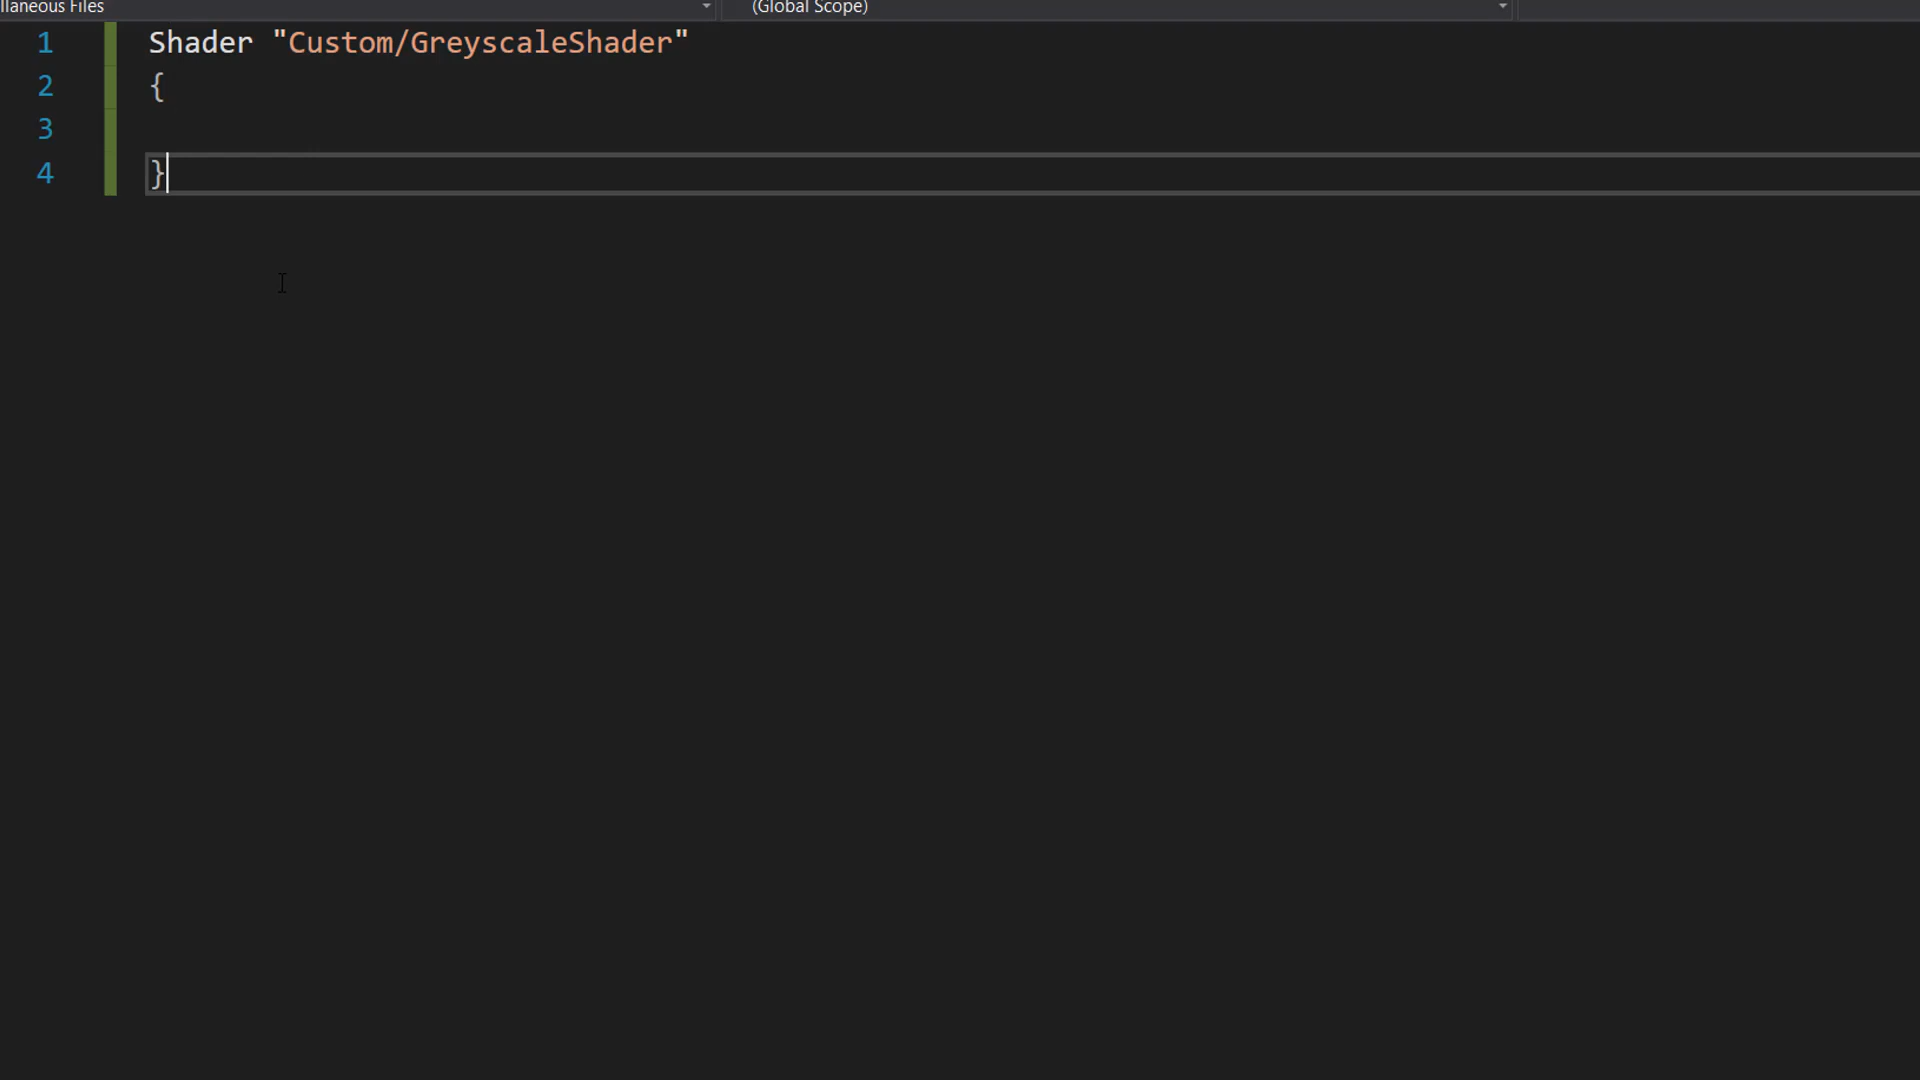 llaneous Files (Global Scope)
1 Shader "Custom/GreyscaleShader"
2 {
3
4 }